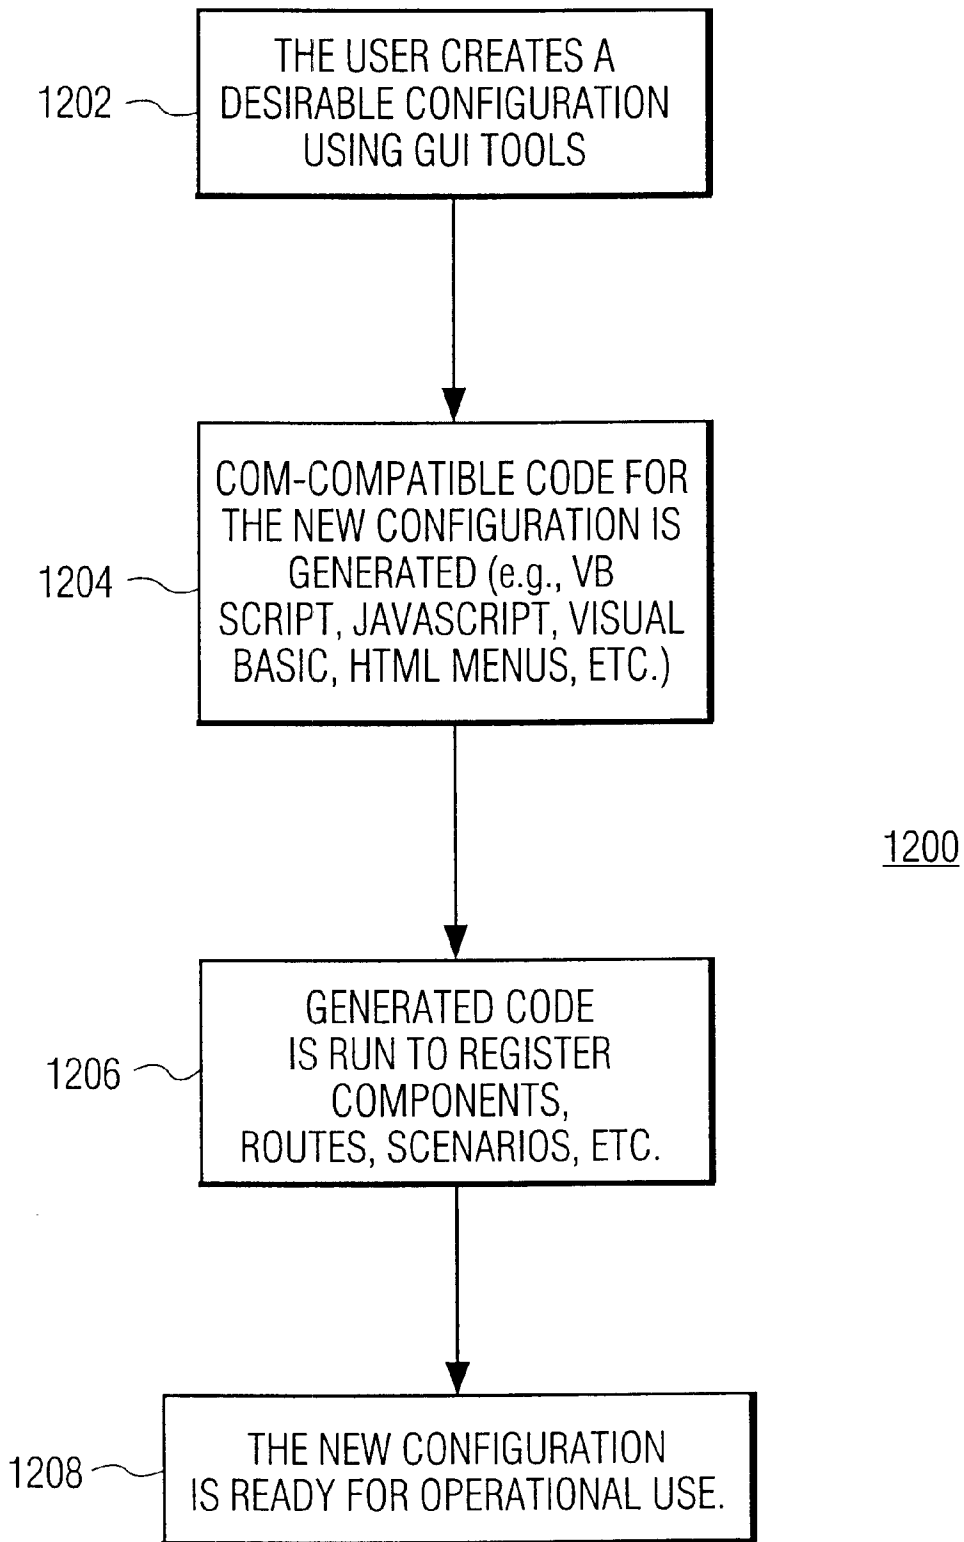 THE USER CREATES A
DESIRABLE CONFIGURATION
USING GUI TOOLS
1202
COM-COMPATIBLE CODE FOR
THE NEW CONFIGURATION IS
GENERATED (e.g., VB
SCRIPT, JAVASCRIPT, VISUAL
BASIC, HTML MENUS, ETC.)
1204
1200
GENERATED CODE
IS RUN TO REGISTER
COMPONENTS,
ROUTES, SCENARIOS, ETC.
1206
THE NEW CONFIGURATION
IS READY FOR OPERATIONAL USE.
1208